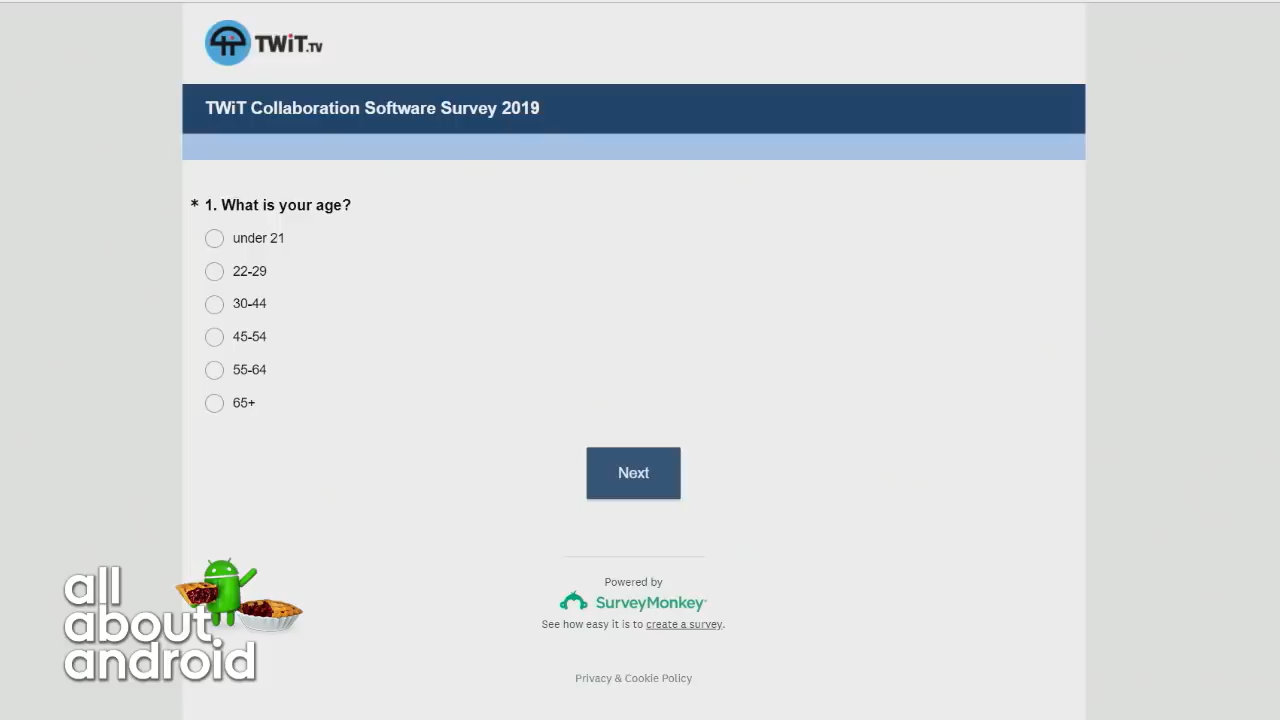 TWiT.TV
TWiT Collaboration Software Survey 2019
* 1. What is your age?
under 21
22-29
30-44
45-54
55-64
65+
Next
Powered by
SurveyMonkey™
See how easy it is to create a survey.
Privacy & Cookie Policy
all
about
android